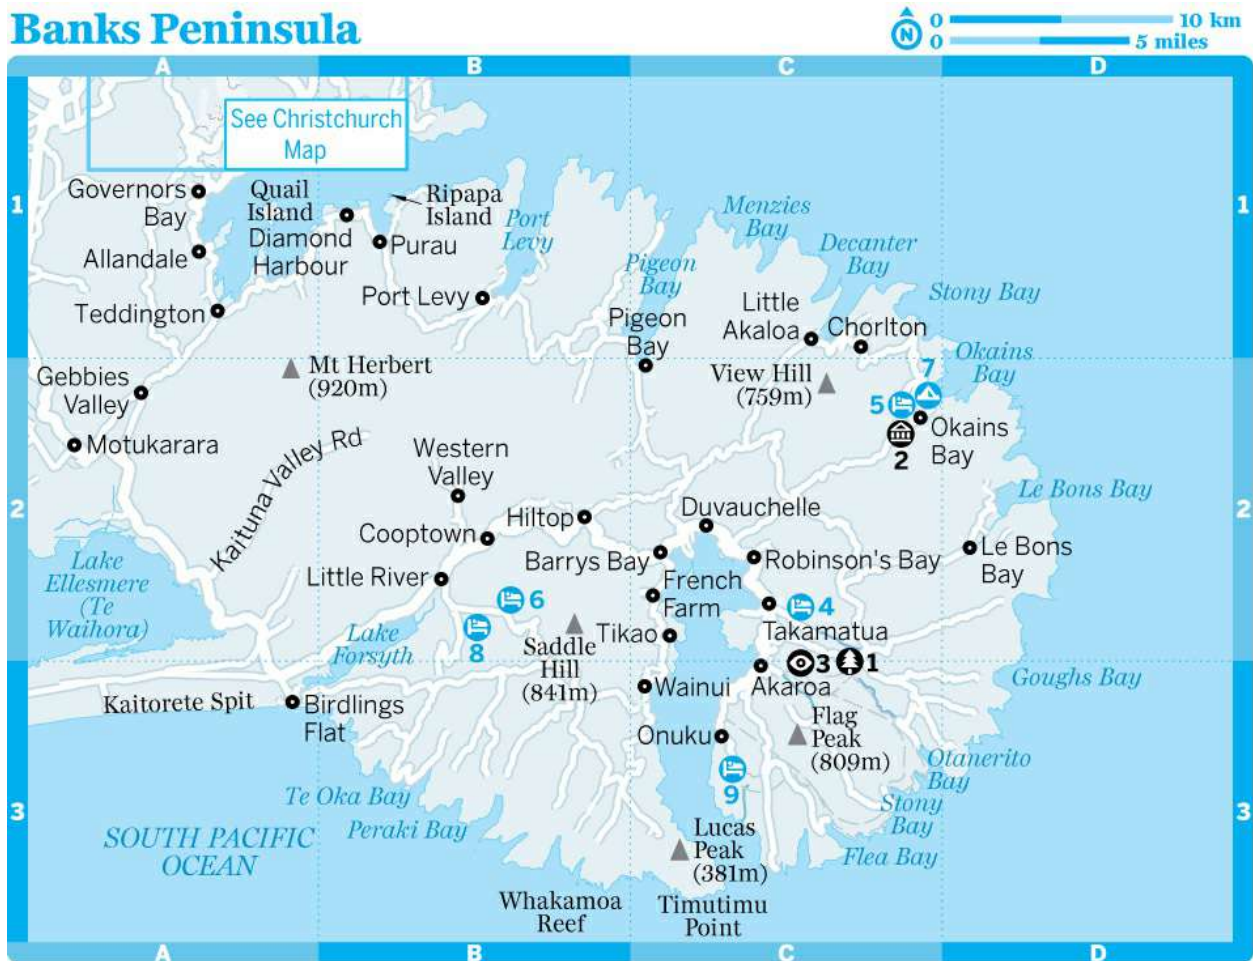 Banks Peninsula
N
0
10 km
0
5 miles
A
B
C
D
See Christchurch
Map
1
1
Governors
Bay
Quail
Island
Ripapa
Island
Port
Levy
Menzies
Bay
Diamond
Harbour
Purau
Allandale
Decanter
Bay
Pigeon
Bay
Port Levy
Stony Bay
Teddington
Little
Akaloa
Chorlton
Pigeon
Bay
Okains
Bay
Mt Herbert
(920m)
View Hill
(759m)
7
Gebbies
Valley
5
Okains
Bay
2
Motukarara
Kaituna Valley Rd
Western
Valley
Le Bons Bay
2
2
Hiltop
Duvauchelle
Cooptown
Barrys Bay
Robinson's Bay
Le Bons
Bay
Lake
Ellesmere
(Te
Waihora)
Little River
French
Farm
6
4
Lake
Forsyth
8
Saddle
Hill
(841m)
Tikao
Takamatua
3
1
Goughs Bay
Kaitorete Spit
Birdlings
Flat
Wainui
Akaroa
Onuku
Flag
Peak
(809m)
Otanerito
Bay
9
Te Oka Bay
Stony
Bay
3
3
Peraki Bay
SOUTH PACIFIC
OCEAN
Lucas
Peak
(381m)
Flea Bay
Whakamoa
Reef
Timutimu
Point
A
B
C
D